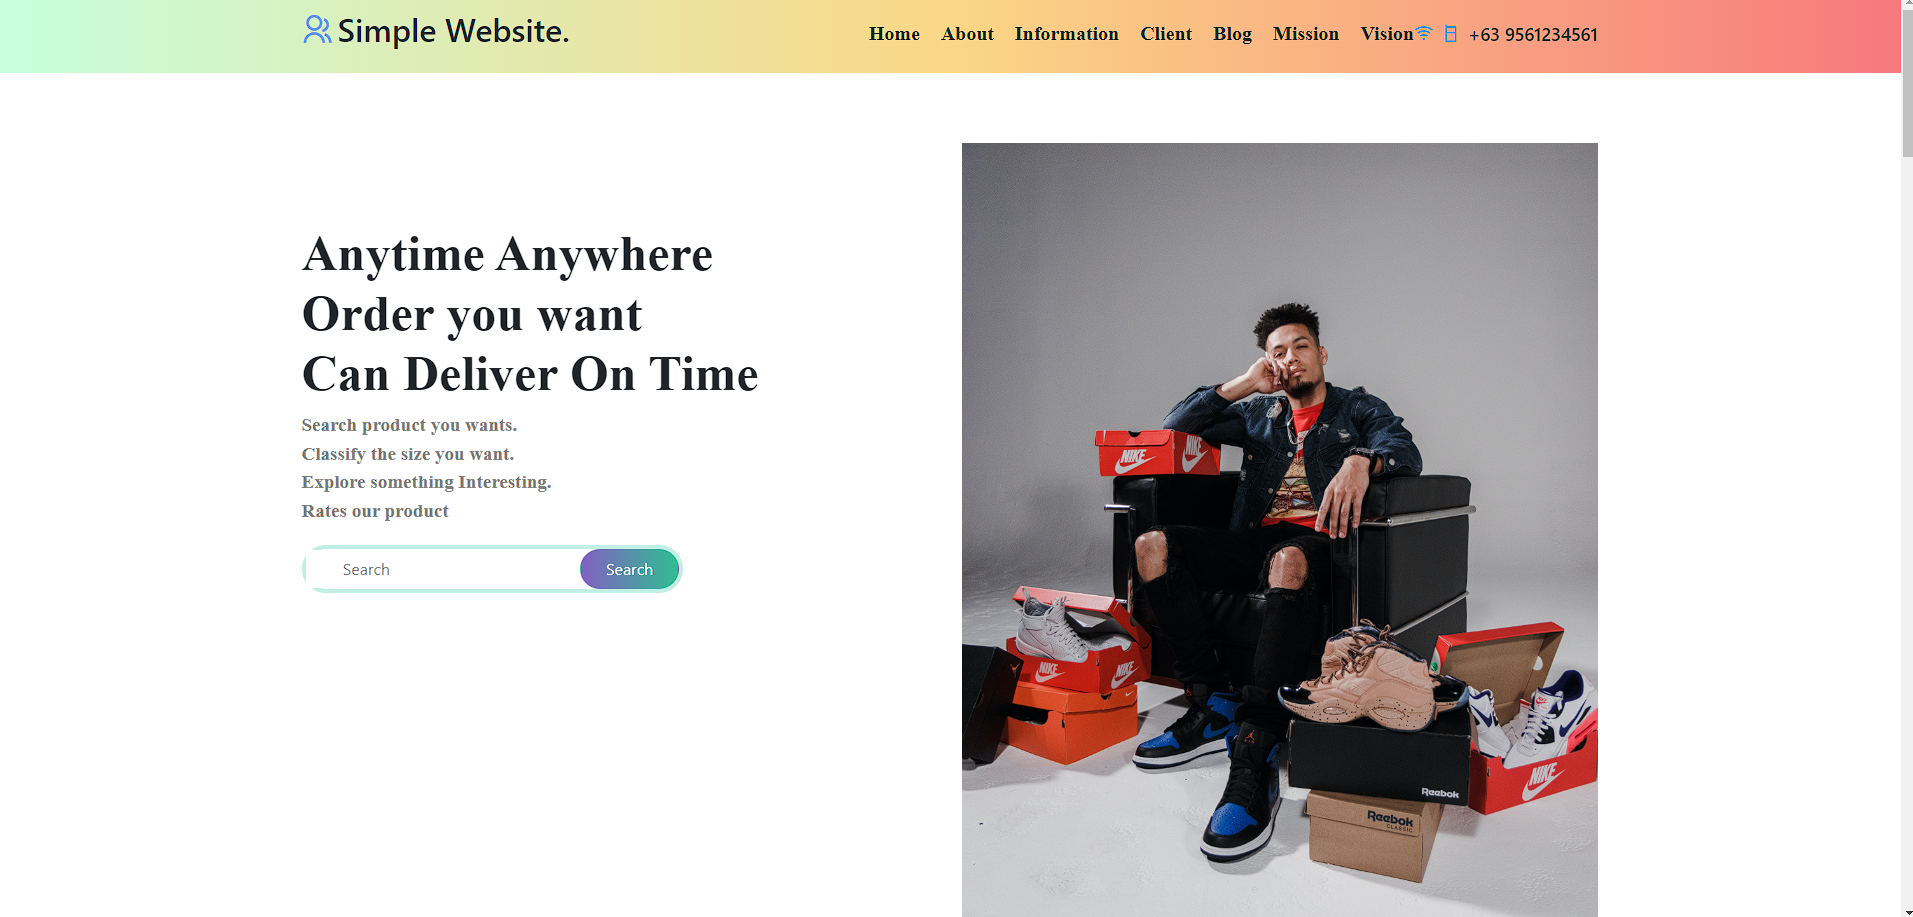 Simple Website.
Home About Information Client Blog Mission Vision +63 9561234561
Anytime Anywhere
Order you want
Can Deliver On Time
Search product you wants.
Classify the size you want.
Explore something Interesting.
Rates our product
Search Search
NIKE NIKE
NIKE NIKE
NIKE
Reebok
Reebok
CLASSIC